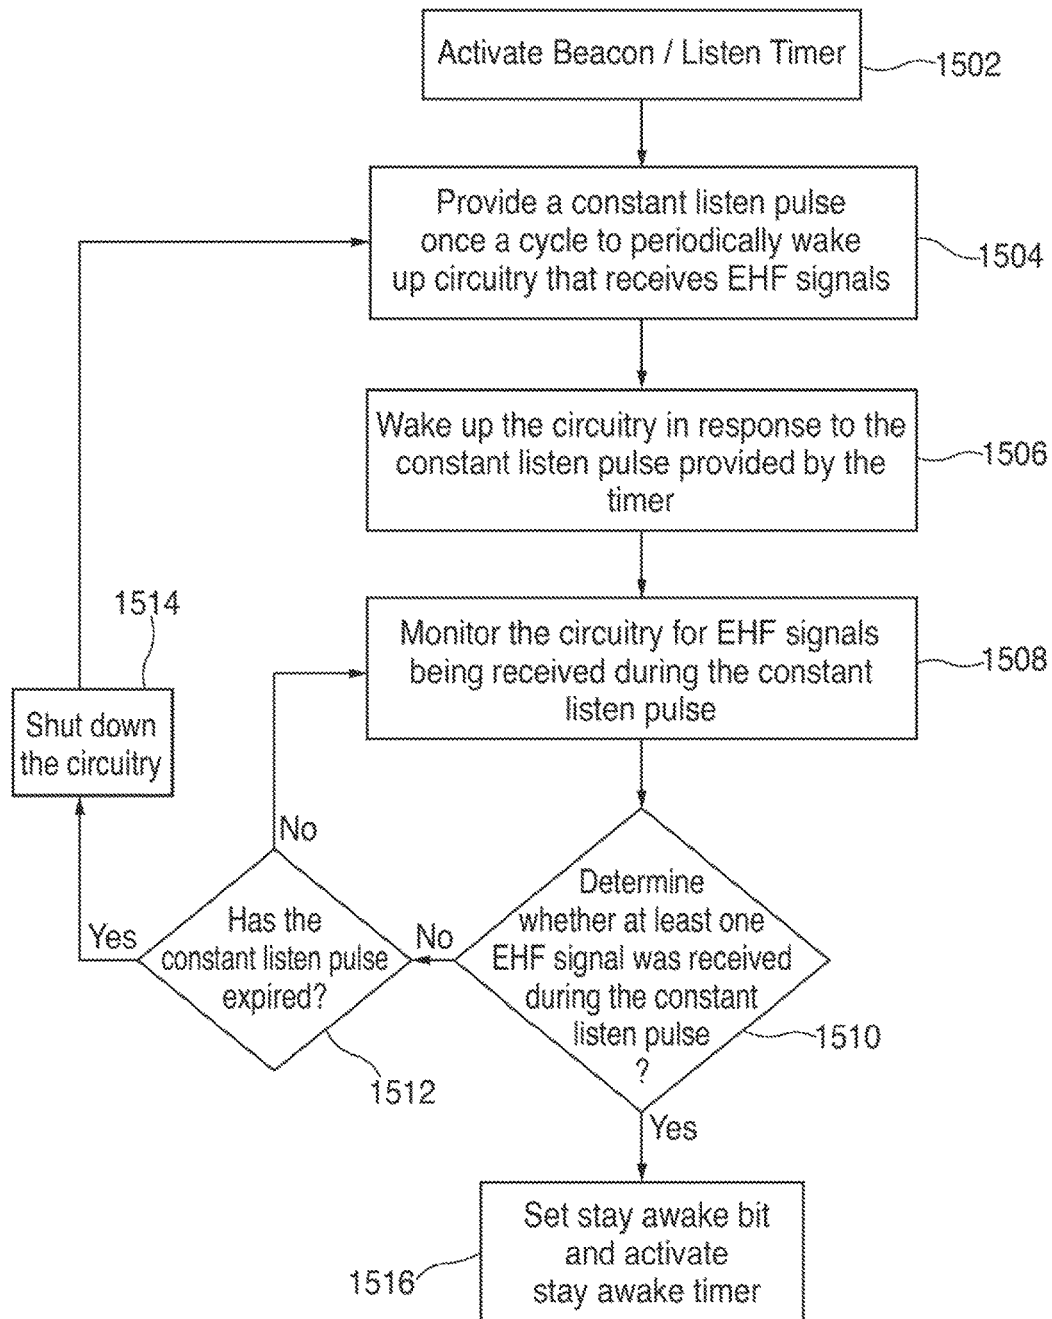 Activate Beacon / Listen Timer
1502
Provide a constant listen pulse
once a cycle to periodically wake
up circuitry that receives EHF signals
1504
Wake up the circuitry in response to the
constant listen pulse provided by the
timer
1506
Monitor the circuitry for EHF signals
being received during the constant
listen pulse
1508
1514
Shut down
the circuitry
No
Yes
Has the
constant listen pulse
expired?
1512
No
Determine
whether at least one
EHF signal was received
during the constant
listen pulse
?
1510
Yes
Set stay awake bit
and activate
stay awake timer
1516